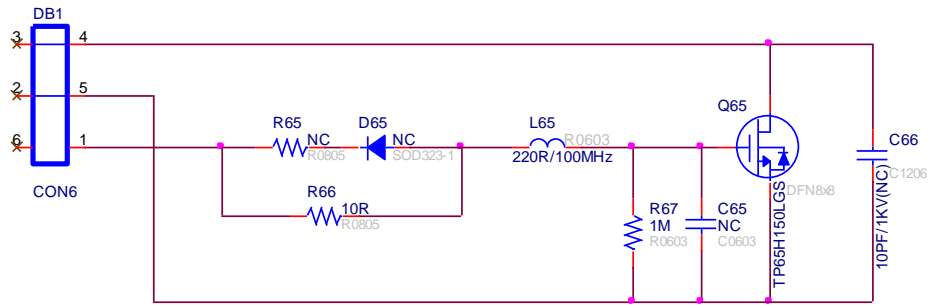 DB1
3
4
2
5
6
1
CON6
R65
NC
R0805
D65
NC
SOD323-1
R66
10R
R0805
L65
R0603
220R/100MHz
R67
1M
R0603
C65
NC
C0603
Q65
DFN8x8
TP65H150LGS
C66
C1206
10PF/1KV(NC)